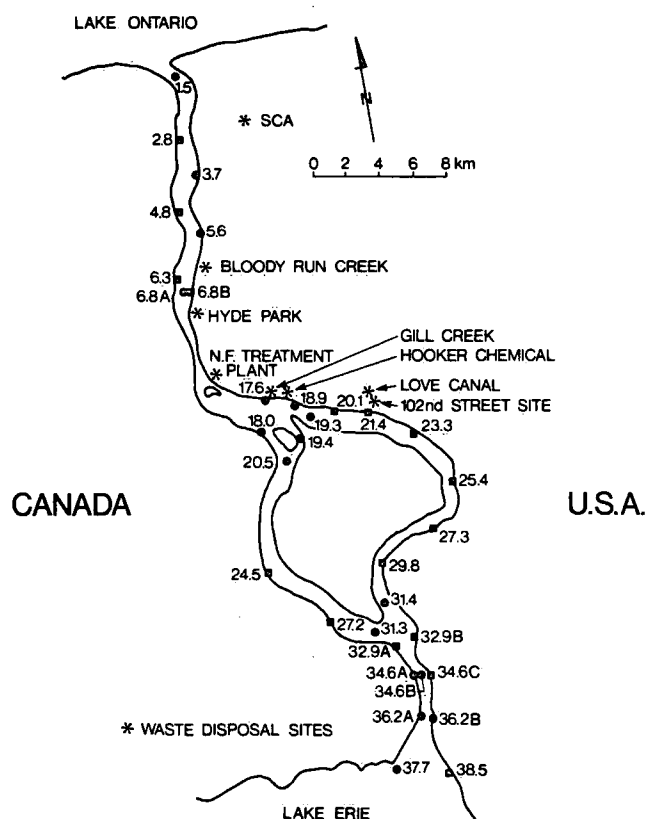 LAKE ONTARIO
1.5
* SCA
N
0 2 4 6 8 km
2.8
3.7
4.8
5.6
* BLOODY RUN CREEK
6.3
6.8A
6.8B
* HYDE PARK
GILL CREEK
HOOKER CHEMICAL
N.F. TREATMENT
* PLANT
17.6
18.9
20.1
LOVE CANAL
102nd STREET SITE
19.3
21.4
23.3
18.0
19.4
20.5
25.4
CANADA
U.S.A.
27.3
24.5
29.8
31.4
27.2
31.3
32.9B
32.9A
34.6A
34.6C
34.6B
36.2A
36.2B
* WASTE DISPOSAL SITES
37.7
38.5
LAKE ERIE